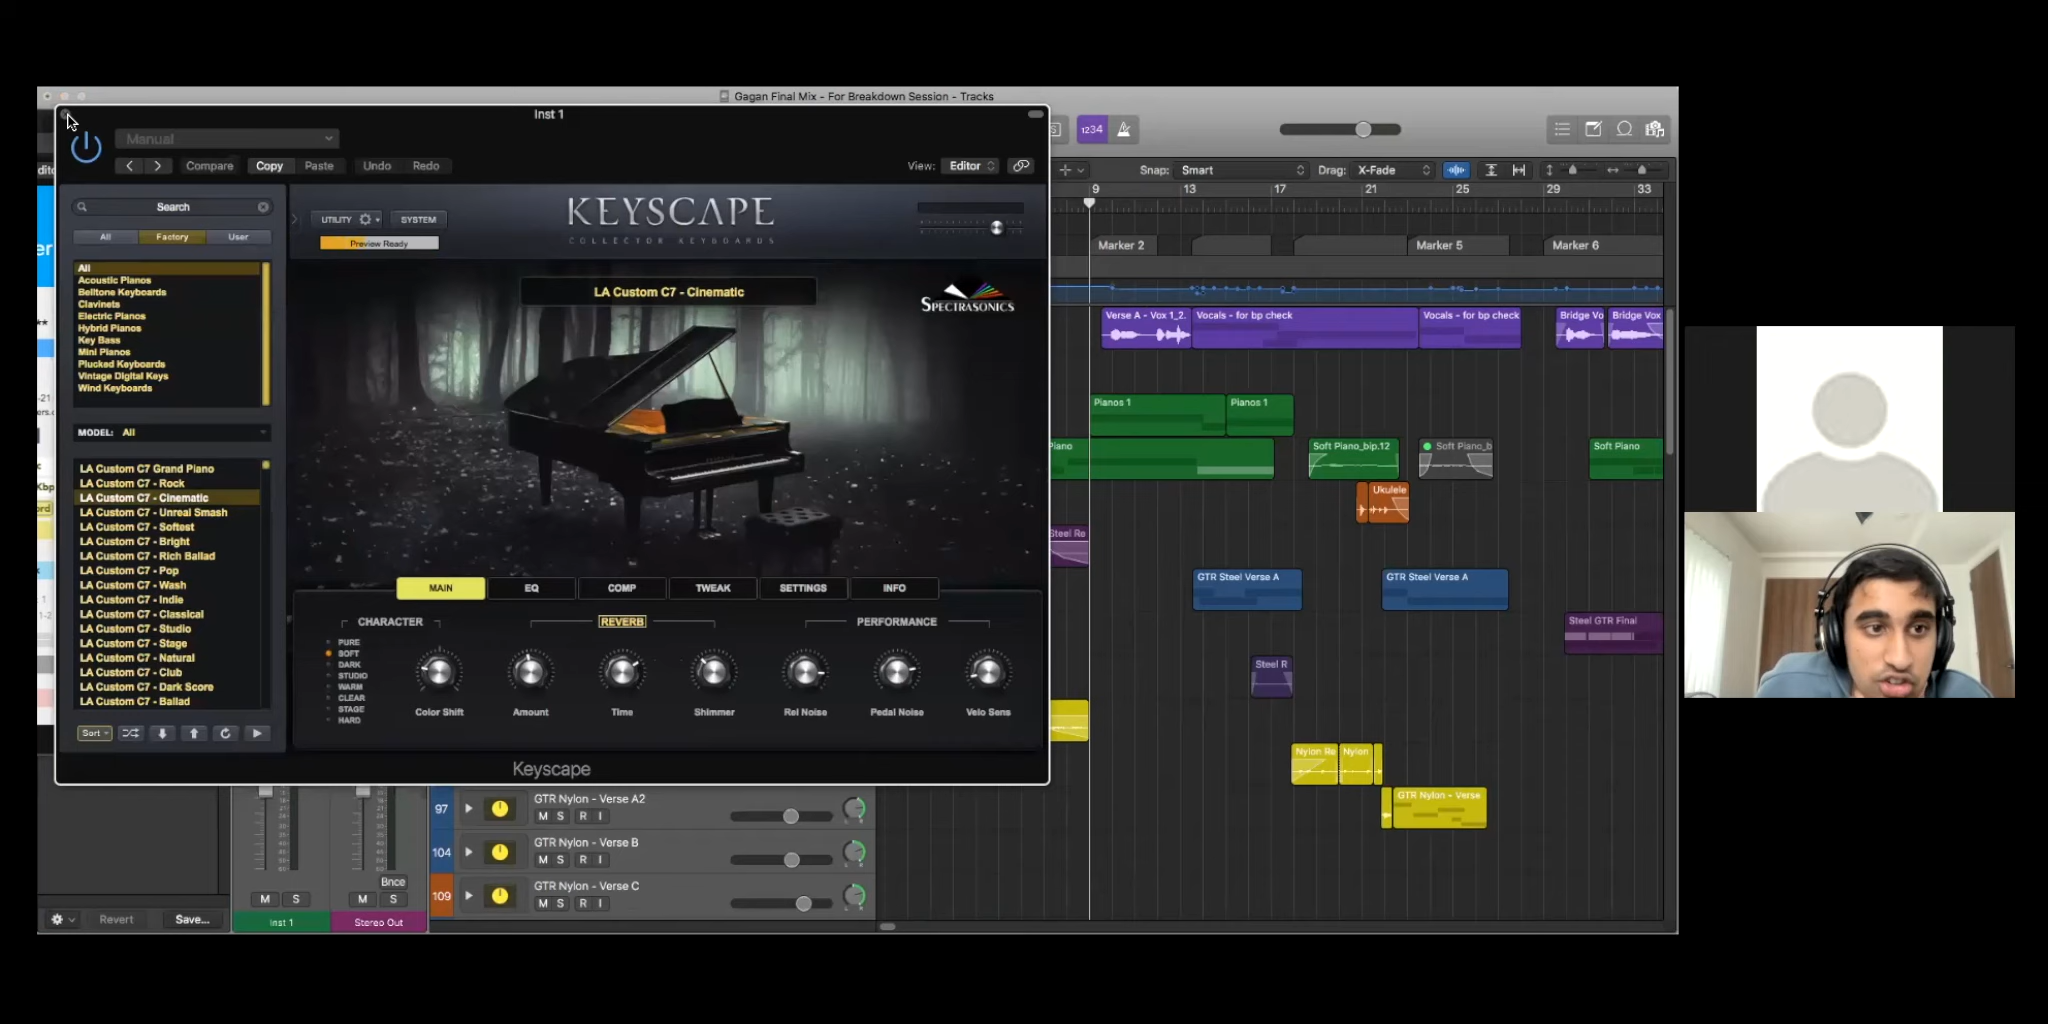 Gagan Final Mix - For Breakdown Session - Tracks
Inst 1
Manual
Compare
Copy
Paste
Undo
Redo
View:
Editor
1234
Snap:
Smart
Drag:
X-Fade
9
13
17
21
25
29
33
Marker 2
Marker 5
Marker 6
Search
All
Factory
User
UTILITY
SYSTEM
Preview Ready
KEYSCAPE
COLLECTOR KEYBOARDS
LA Custom C7 - Cinematic
SPECTRASONICS
All
Acoustic Pianos
Belltone Keyboards
Clavinets
Electric Pianos
Hybrid Pianos
Key Bass
Mini Pianos
Plucked Keyboards
Vintage Digital Keys
Wind Keyboards
MODEL: All
LA Custom C7 Grand Piano
LA Custom C7 - Rock
LA Custom C7 - Cinematic
LA Custom C7 - Unreal Smash
LA Custom C7 - Softest
LA Custom C7 - Bright
LA Custom C7 - Rich Ballad
LA Custom C7 - Pop
LA Custom C7 - Wash
LA Custom C7 - Indie
LA Custom C7 - Classical
LA Custom C7 - Studio
LA Custom C7 - Stage
LA Custom C7 - Natural
LA Custom C7 - Club
LA Custom C7 - Dark Score
LA Custom C7 - Ballad
Sort
MAIN
EQ
COMP
TWEAK
SETTINGS
INFO
CHARACTER
REVERB
PERFORMANCE
PURE
SOFT
DARK
STUDIO
WARM
CLEAR
STAGE
HARD
Color Shift
Amount
Time
Shimmer
Rel Noise
Pedal Noise
Velo Sens
Keyscape
Verse A - Vox 1_2.
Vocals - for bp check
Vocals - for bp check
Bridge Vo
Bridge Vox
Pianos 1
Pianos 1
Piano
Soft Piano_bip.12
Soft Piano_b
Soft Piano
Ukulele
Steel Re
GTR Steel Verse A
GTR Steel Verse A
Steel GTR Final
Steel R
Nylon Re
Nylon
GTR Nylon - Verse
97
GTR Nylon - Verse A2
M S R I
104
GTR Nylon - Verse B
M S R I
109
GTR Nylon - Verse C
M S R I
Bnce
M S
M S
Revert
Save...
Inst 1
Stereo Out